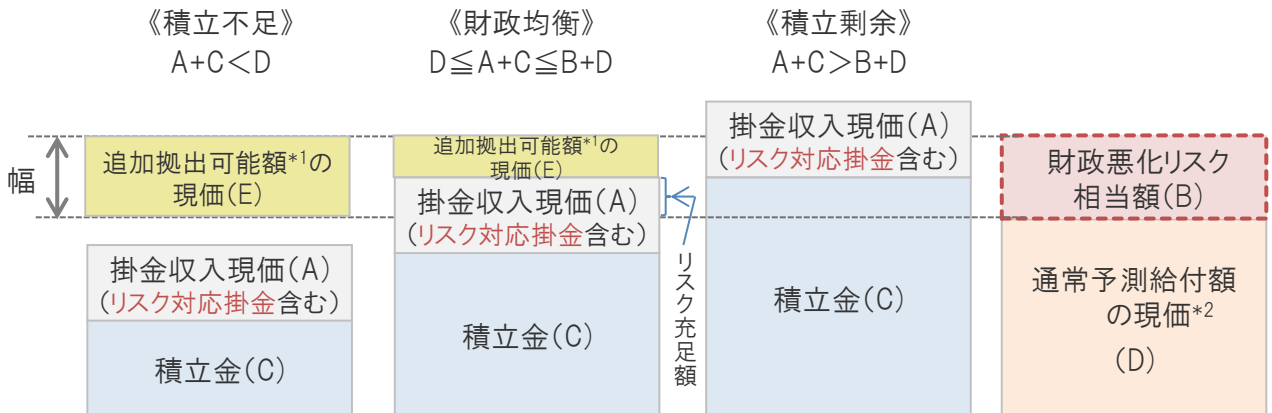 《積立不足》
A+C<D
《財政均衡》
D≦A+C≦B+D
《積立剰余》
A+C>B+D
幅
追加拠出可能額*1の
現価(E)
掛金収入現価(A)
(リスク対応掛金含む)
積立金(C)
追加拠出可能額*1の
現価(E)
掛金収入現価(A)
(リスク対応掛金含む)
積立金(C)
リスク充足額
掛金収入現価(A)
(リスク対応掛金含む)
積立金(C)
財政悪化リスク
相当額(B)
通常予測給付額
の現価*2
(D)